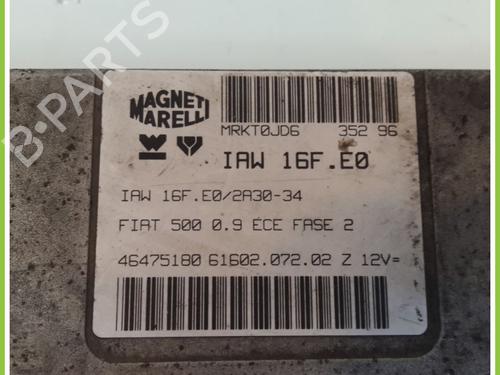 B-PARTS
MAGNETI
MARELLI
MRKT0JD6 352 96
IAW 16F.E0
IAW 16F.E0/2A30-34
FIAT 500 0.9 ECE FASE 2
46475180 61602.072.02 Z 12V=